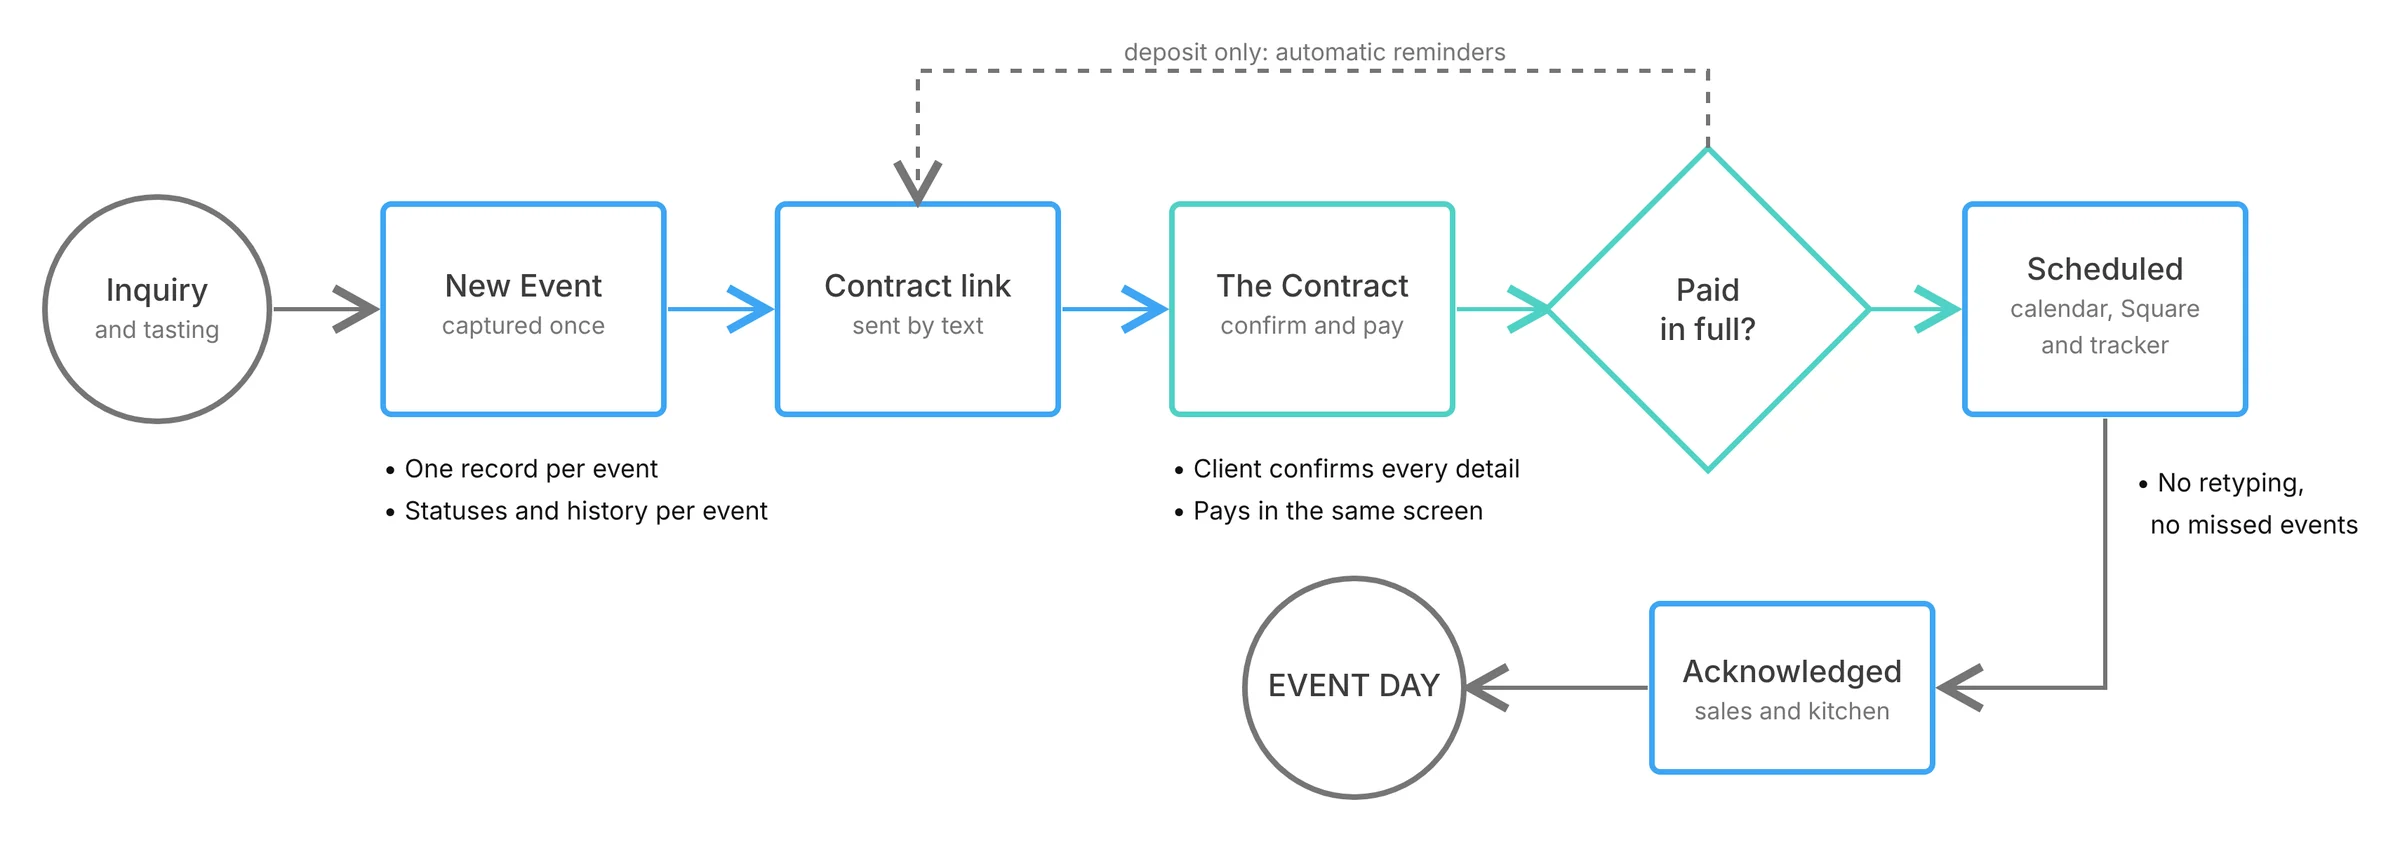 deposit only: automatic reminders
Inquiry
and tasting
New Event
captured once
Contract link
sent by text
The Contract
confirm and pay
Paid
in full?
Scheduled
calendar, Square
and tracker
• One record per event
• Statuses and history per event
• Client confirms every detail
• Pays in the same screen
• No retyping,
no missed events
EVENT DAY
Acknowledged
sales and kitchen